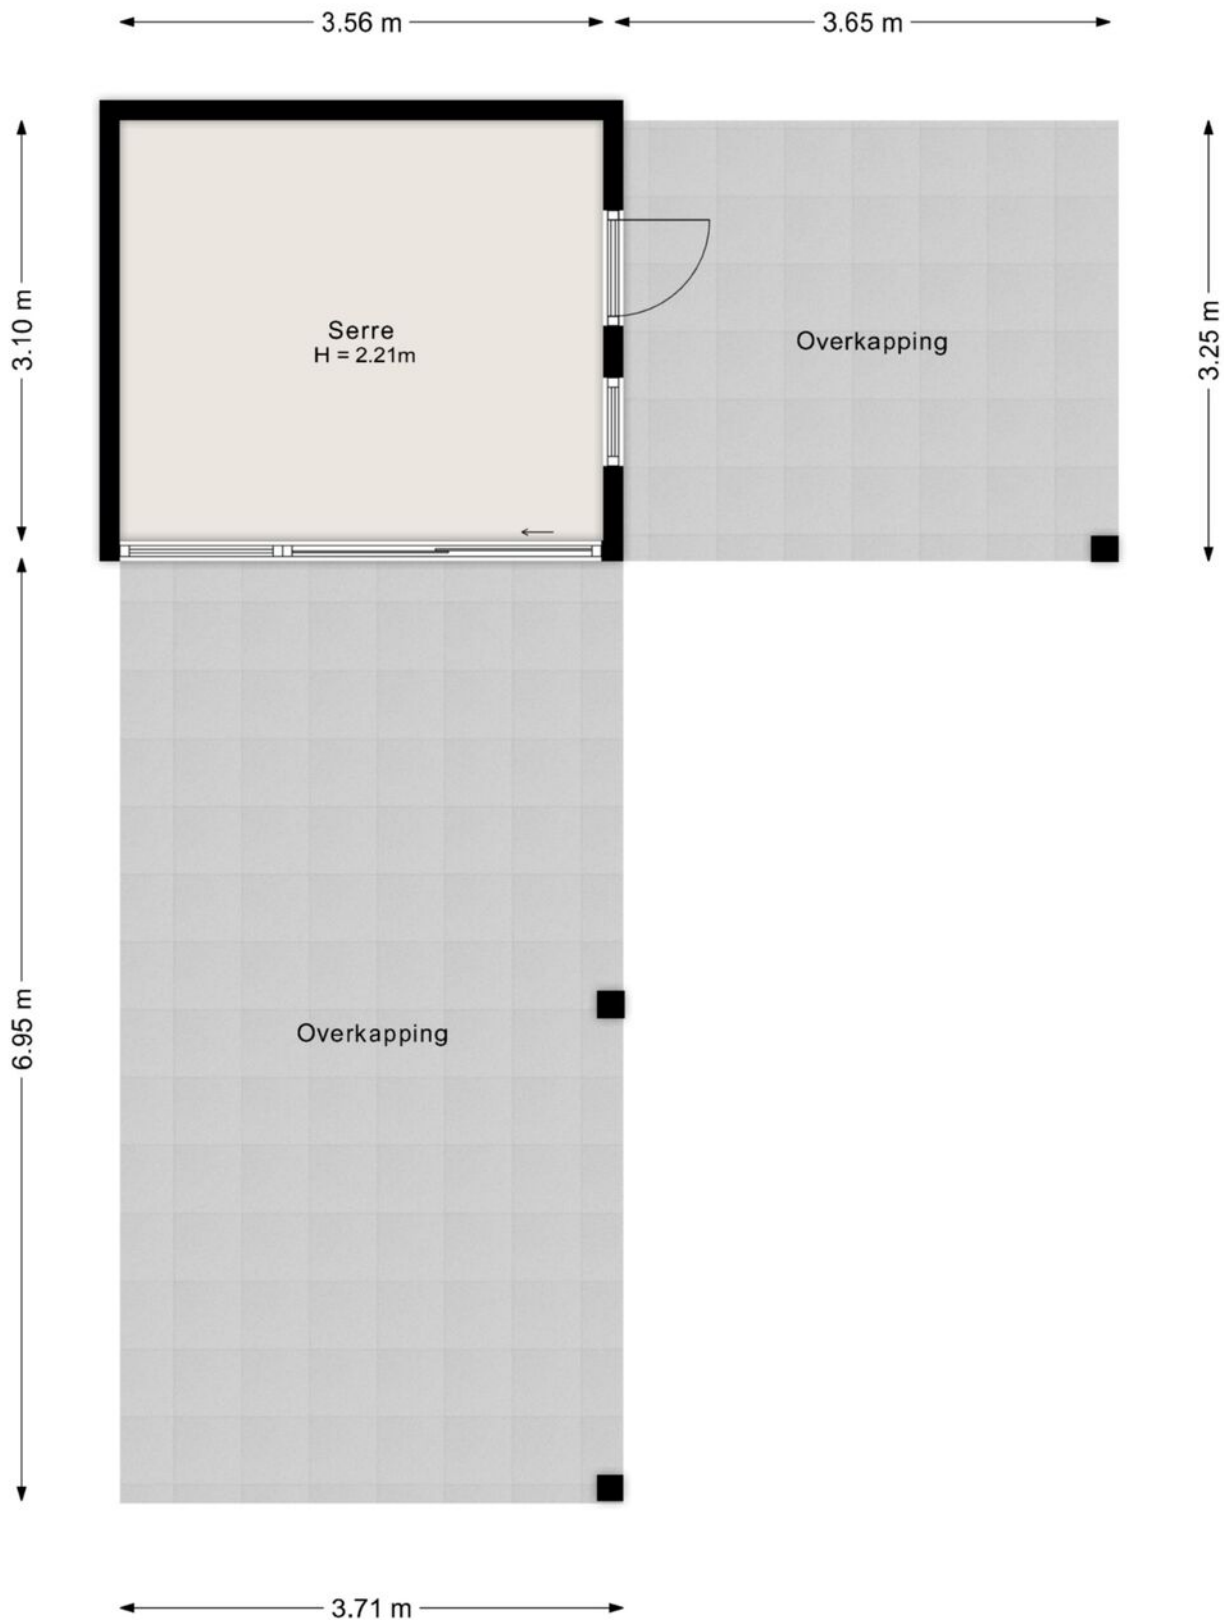 3.56 m
3.65 m
3.10 m
Serre
H = 2.21m
Overkapping
3.25 m
6.95 m
Overkapping
3.71 m